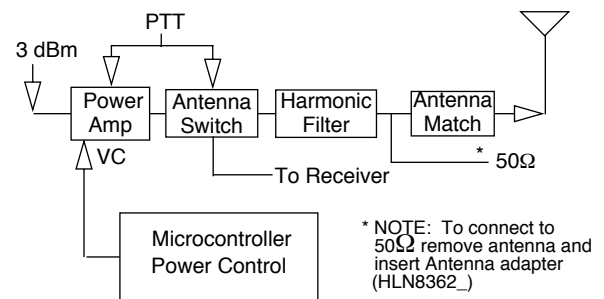 PTT
3 dBm
Power
Amp
Antenna
Switch
Harmonic
Filter
Antenna
Match
VC
*
50Ω
To Receiver
Microcontroller
Power Control
* NOTE: To connect to
50Ω remove antenna and
insert Antenna adapter
(HLN8362_)